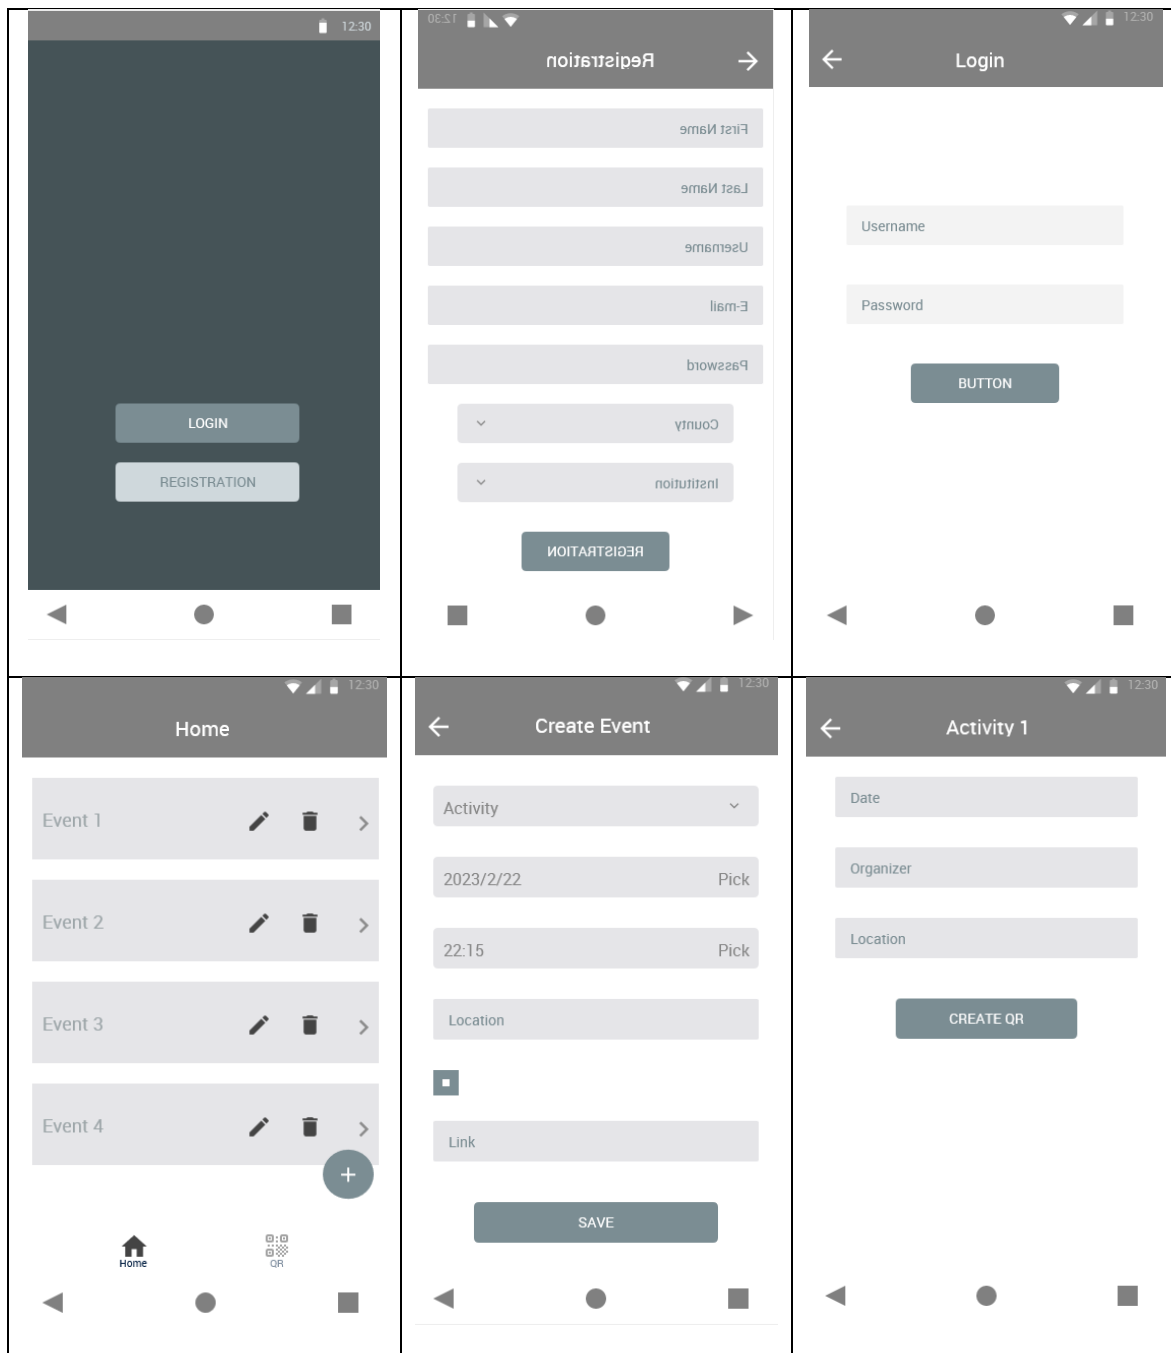 12:30
LOGIN
REGISTRATION
12:30
Registration
First Name
Last Name
Username
E-mail
Password
County
Institution
REGISTRATION
12:30
Login
Username
Password
BUTTON
12:30
Home
Event 1
Event 2
Event 3
Event 4
+
Home
QR
12:30
Create Event
Activity
2023/2/22 Pick
22:15 Pick
Location
Link
SAVE
12:30
Activity 1
Date
Organizer
Location
CREATE QR